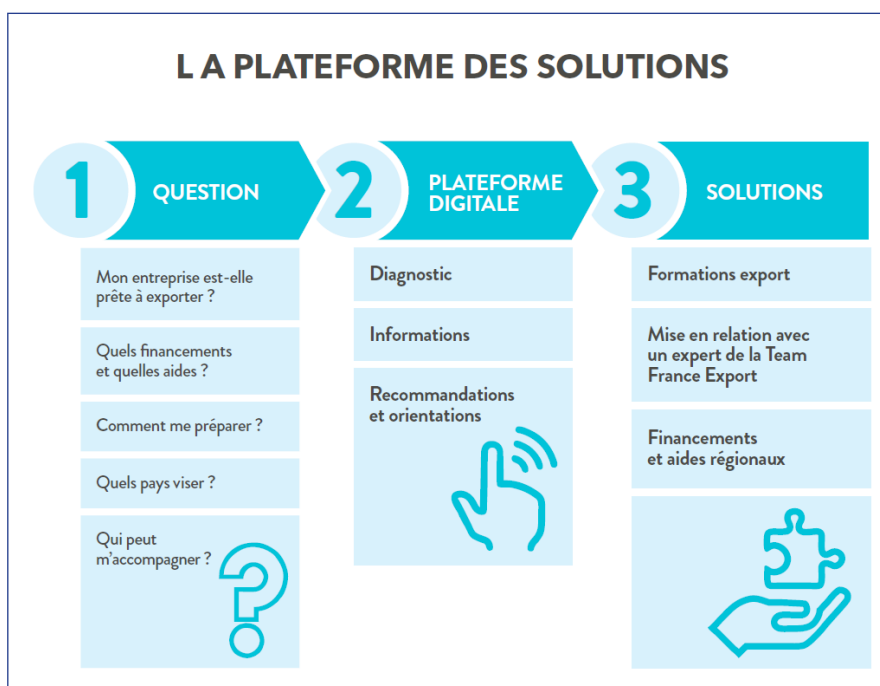 L A PLATEFORME DES SOLUTIONS
1
QUESTION
Mon entreprise est-elle
prête à exporter ?
Quels financements
et quelles aides ?
Comment me préparer ?
Quels pays viser ?
Qui peut
m'accompagner ?
2
PLATEFORME
DIGITALE
Diagnostic
Informations
Recommandations
et orientations
3
SOLUTIONS
Formations export
Mise en relation avec
un expert de la Team
France Export
Financements
et aides régionaux